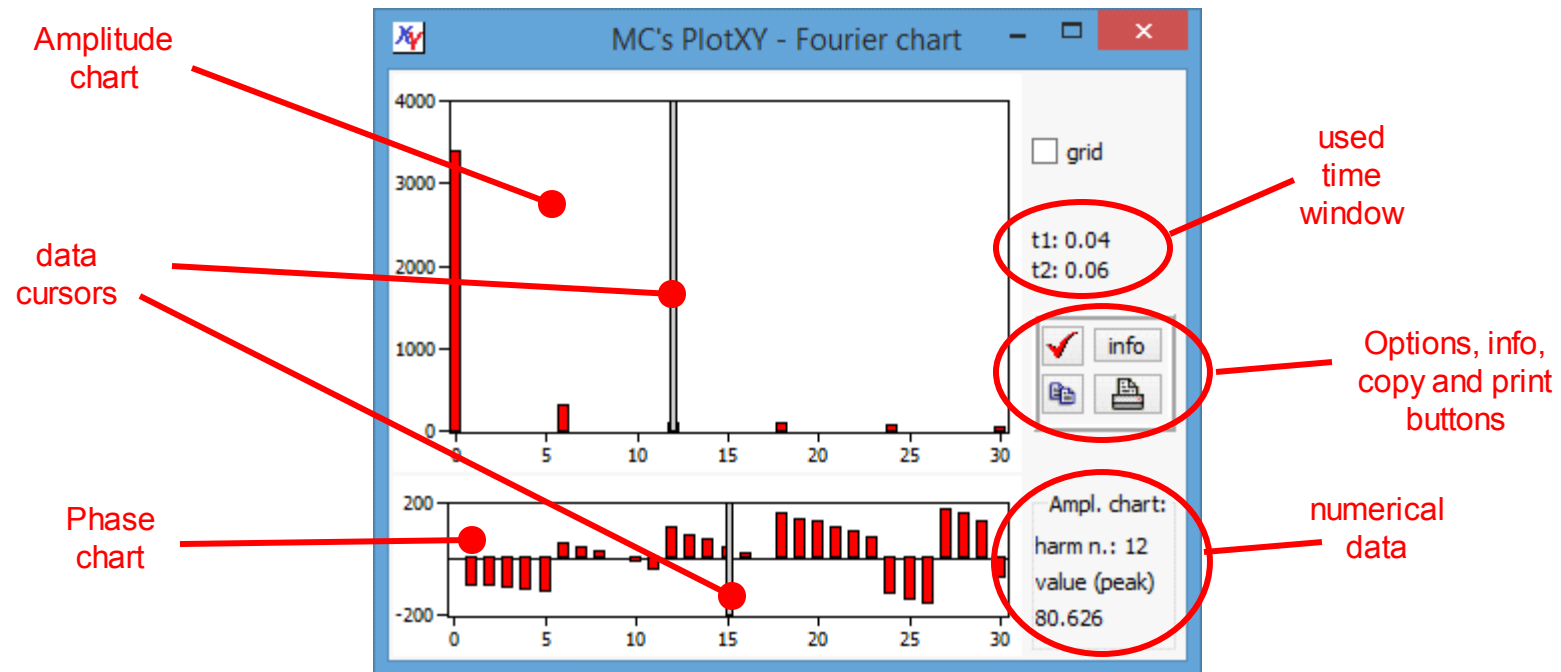 MC's PlotXY - Fourier chart
Amplitude
chart
data
cursors
Phase
chart
4000
3000
2000
1000
0
0
5
10
15
20
25
30
200
-200
0
5
10
15
20
25
30
grid
t1: 0.04
t2: 0.06
info
Ampl. chart:
harm n.: 12
value (peak)
80.626
used
time
window
Options, info,
copy and print
buttons
numerical
data